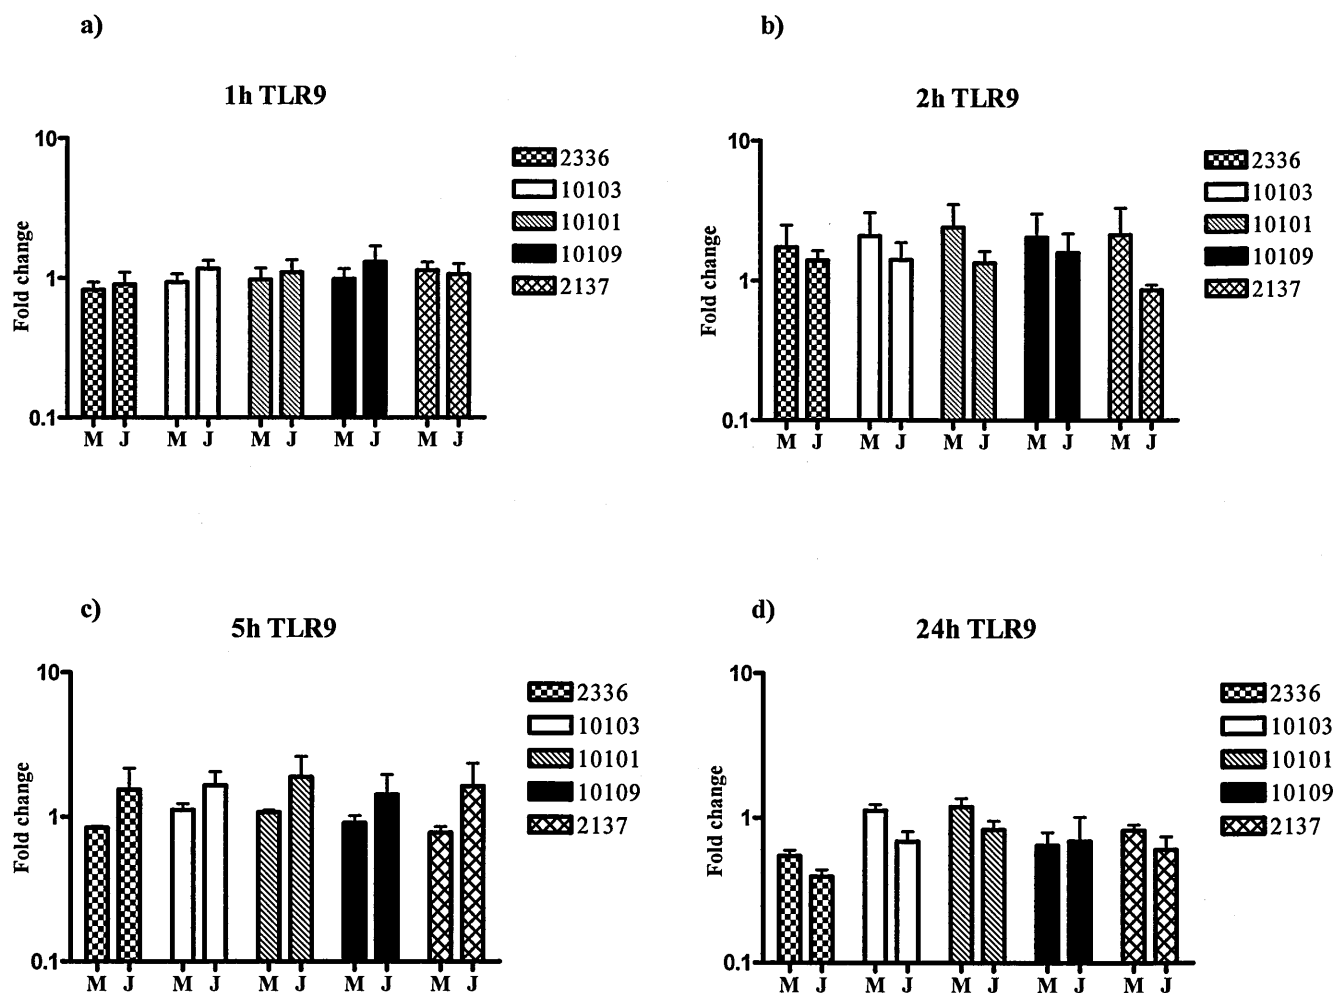 a)
1h TLR9
10
1
0.1
Fold change
M J M J M J M J M J
2336
10103
10101
10109
2137
b)
2h TLR9
10
1
0.1
Fold change
M J M J M J M J M J
2336
10103
10101
10109
2137
c)
5h TLR9
10
1
0.1
Fold change
M J M J M J M J M J
2336
10103
10101
10109
2137
d)
24h TLR9
10
1
0.1
Fold change
M J M J M J M J M J
2336
10103
10101
10109
2137